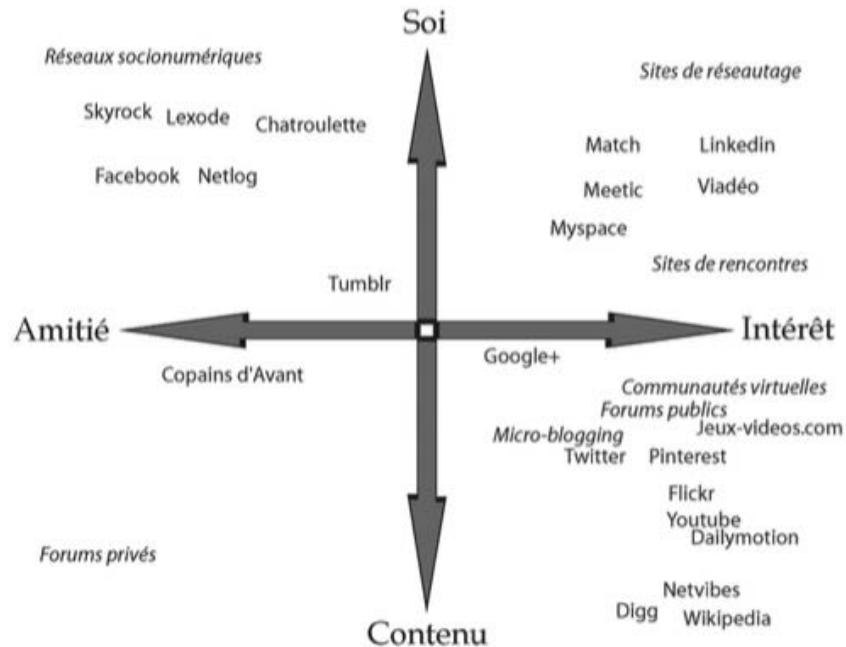 Soi
Réseaux socionumériques
Sites de réseautage
Skyrock Lexode Chatroulette
Match Linkedin
Facebook Netlog
Meetic Viadéo
Myspace
Sites de rencontres
Tumblr
Amitié Intérêt
Google+
Copains d'Avant
Communautés virtuelles
Forums publics
Jeux-videos.com
Micro-blogging
Twitter Pinterest
Flickr
Youtube
Dailymotion
Forums privés
Netvibes
Digg Wikipedia
Contenu